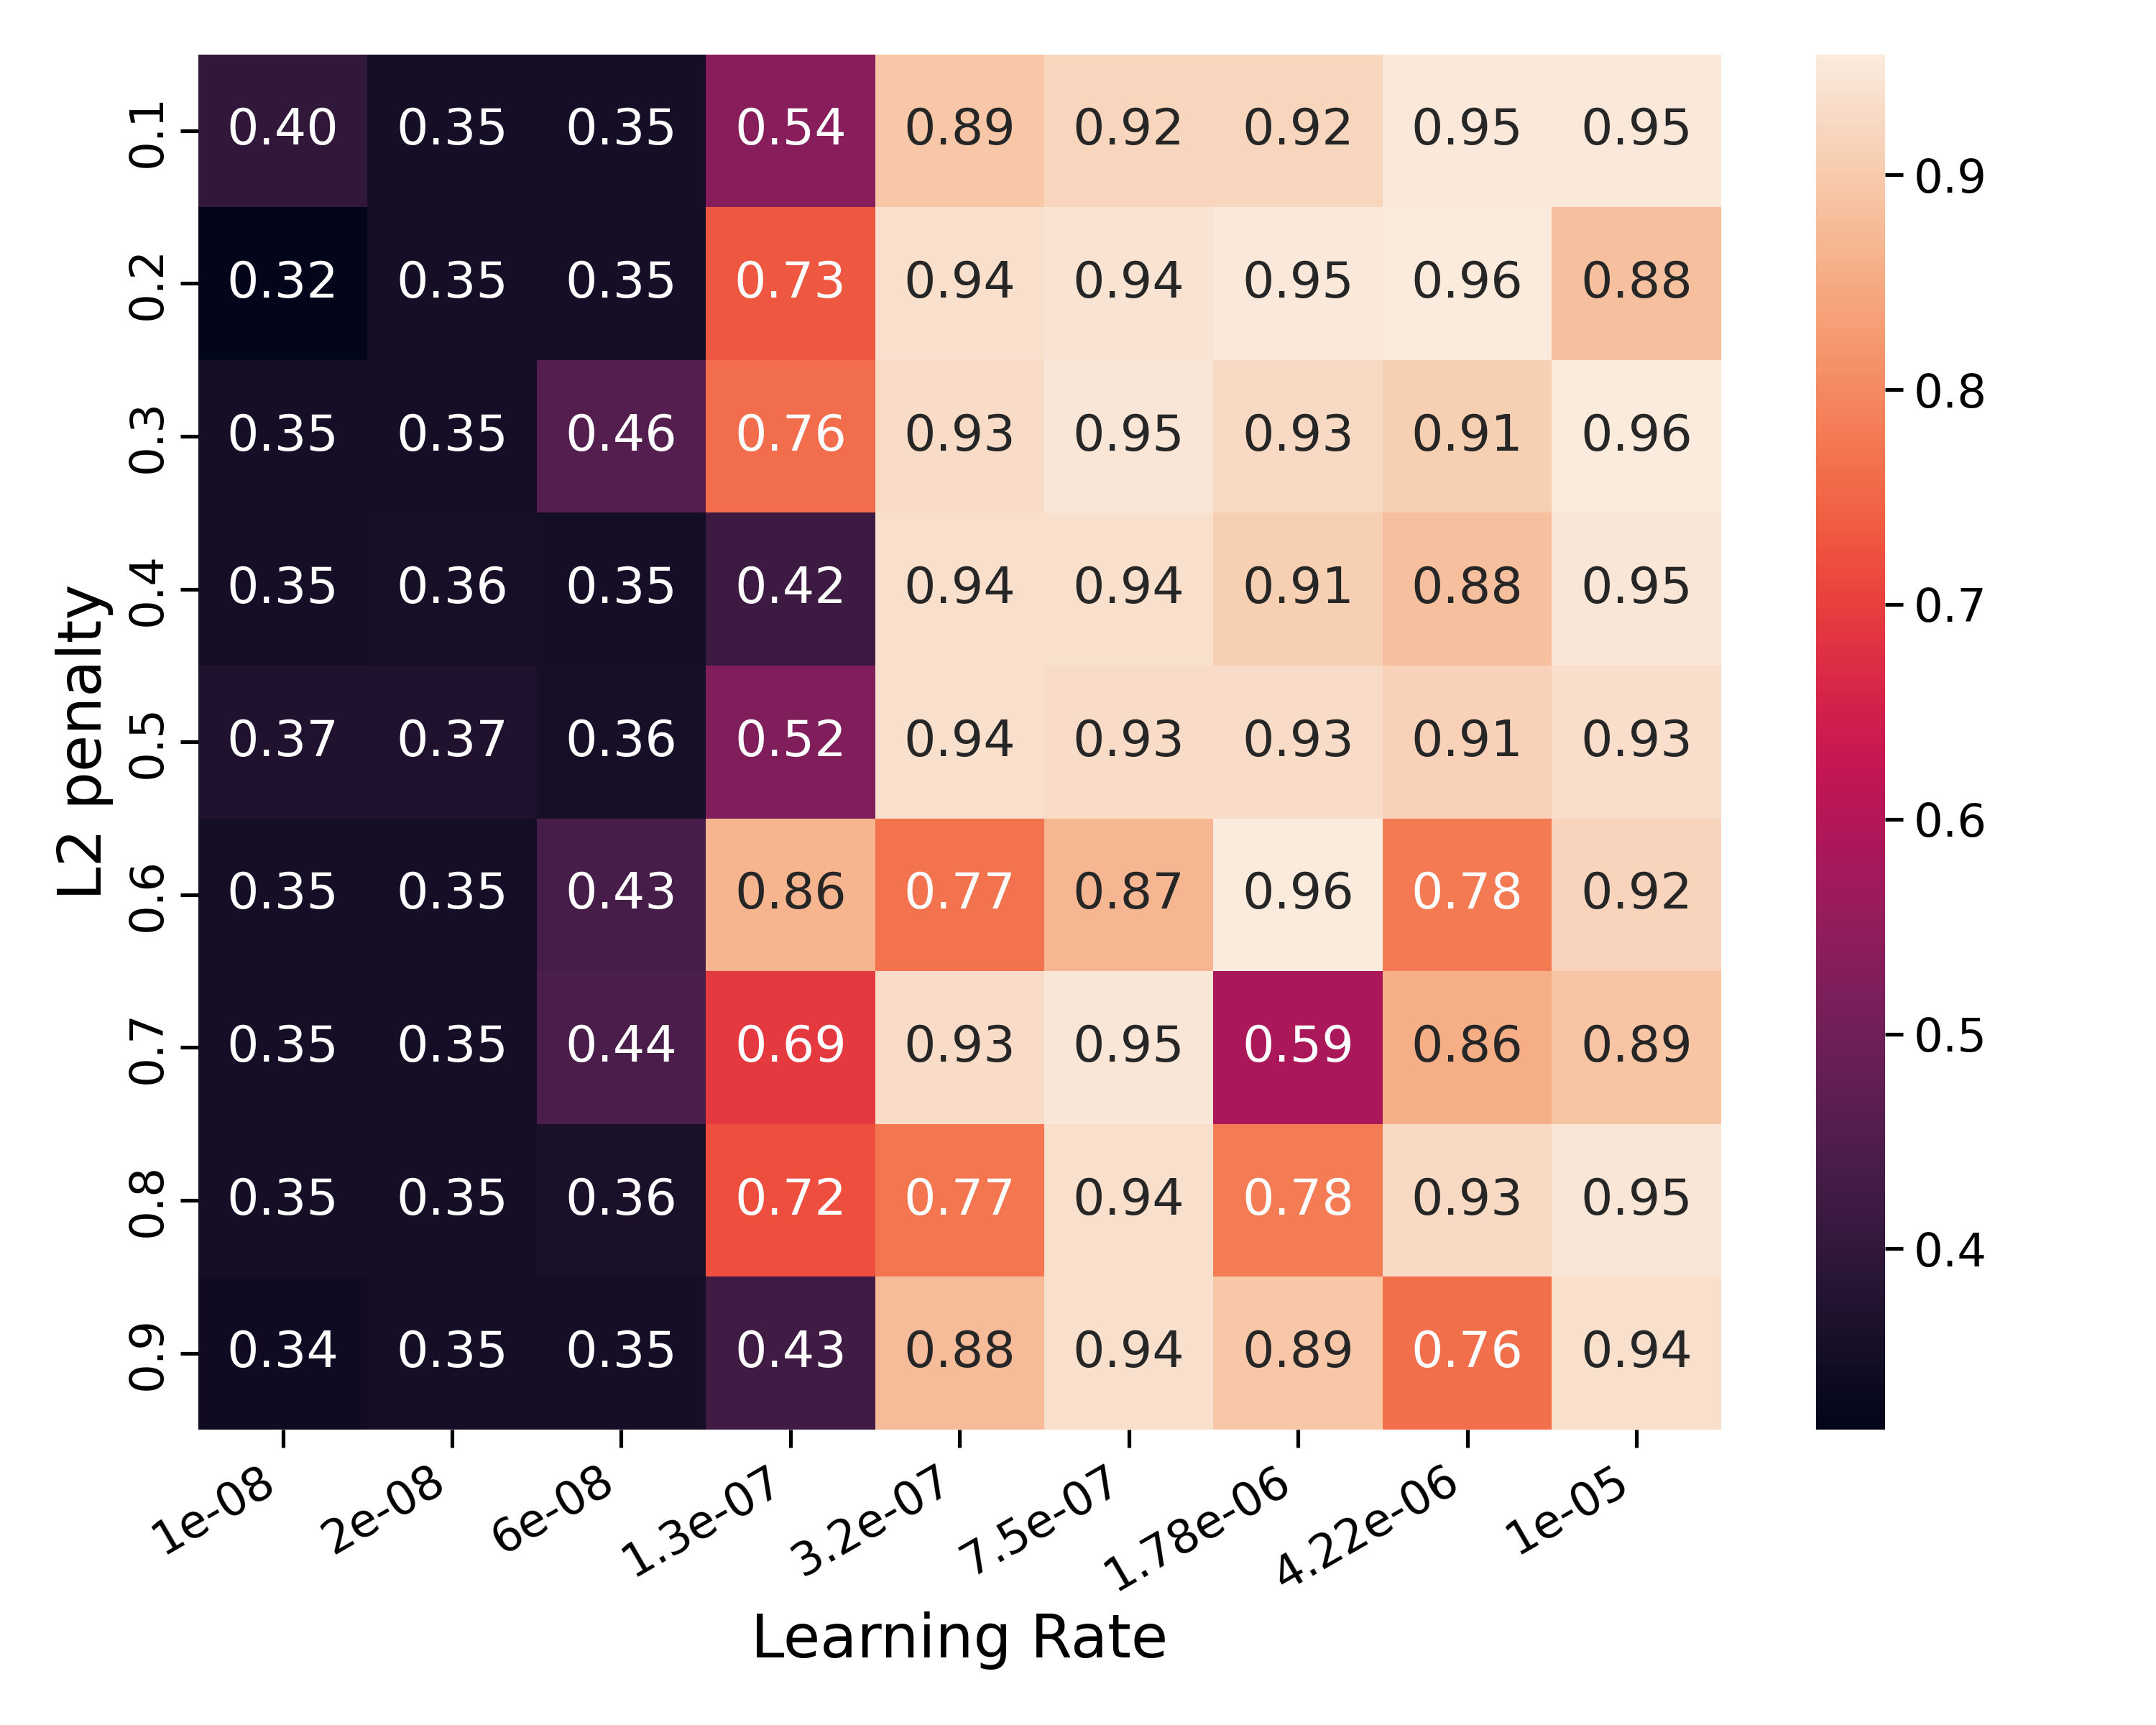 0.1 0.40 0.35 0.35 0.54 0.89 0.92 0.92 0.95 0.95
0.2 0.32 0.35 0.35 0.73 0.94 0.94 0.95 0.96 0.88
0.3 0.35 0.35 0.46 0.76 0.93 0.95 0.93 0.91 0.96
0.4 0.35 0.36 0.35 0.42 0.94 0.94 0.91 0.88 0.95
0.5 0.37 0.37 0.36 0.52 0.94 0.93 0.93 0.91 0.93
0.6 0.35 0.35 0.43 0.86 0.77 0.87 0.96 0.78 0.92
0.7 0.35 0.35 0.44 0.69 0.93 0.95 0.59 0.86 0.89
0.8 0.35 0.35 0.36 0.72 0.77 0.94 0.78 0.93 0.95
0.9 0.34 0.35 0.35 0.43 0.88 0.94 0.89 0.76 0.94
L2 penalty
1e-08 2e-08 6e-08 1.3e-07 3.2e-07 7.5e-07 1.78e-06 4.22e-06 1e-05
Learning Rate
0.9
0.8
0.7
0.6
0.5
0.4